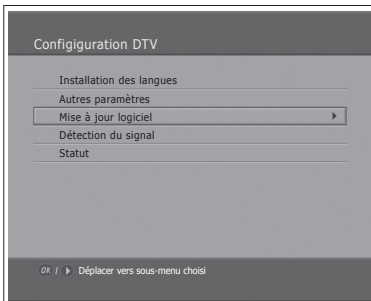 Configiguration DTV
Installation des langues
Autres paramètres
Mise à jour logiciel
Détection du signal
Statut
OK / Déplacer vers sous-menu choisi